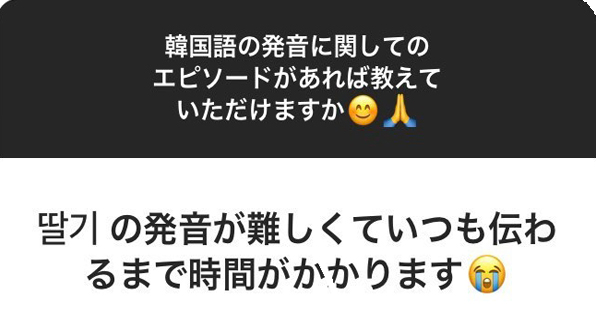 韓国語の発音に関しての
エピソードがあれば教えて
いただけますか😊🙏
딸기 の発音が難しくていつも伝わ
るまで時間がかかります😭